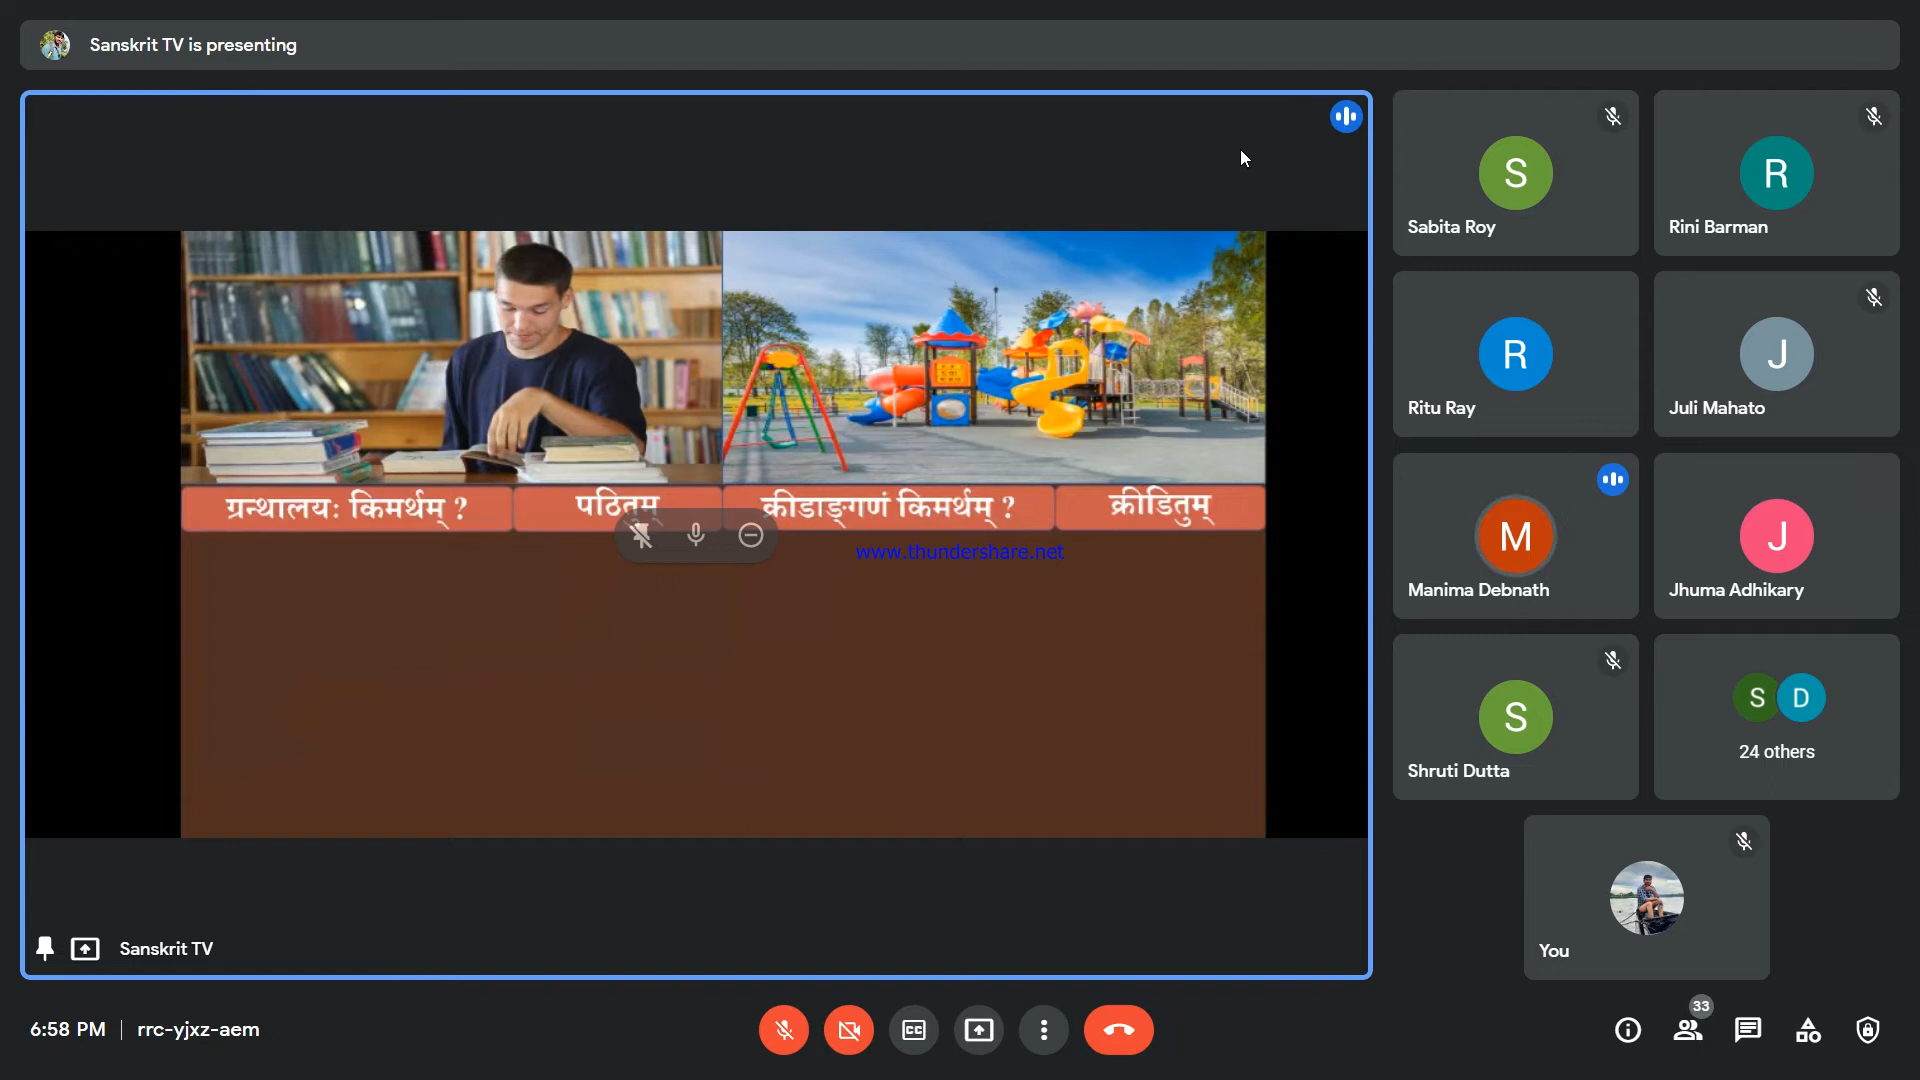 Sanskrit TV is presenting
S
Sabita Roy
R
Rini Barman
R
Ritu Ray
J
Juli Mahato
M
Manima Debnath
J
Jhuma Adhikary
S
Shruti Dutta
S D
24 others
You
ग्रन्थालयः किमर्थम् ? पठितुम् क्रीडाङ्गणं किमर्थम् ? क्रीडितुम्
www.thundershare.net
Sanskrit TV
6:58 PM | rrc-yjxz-aem
CC
33